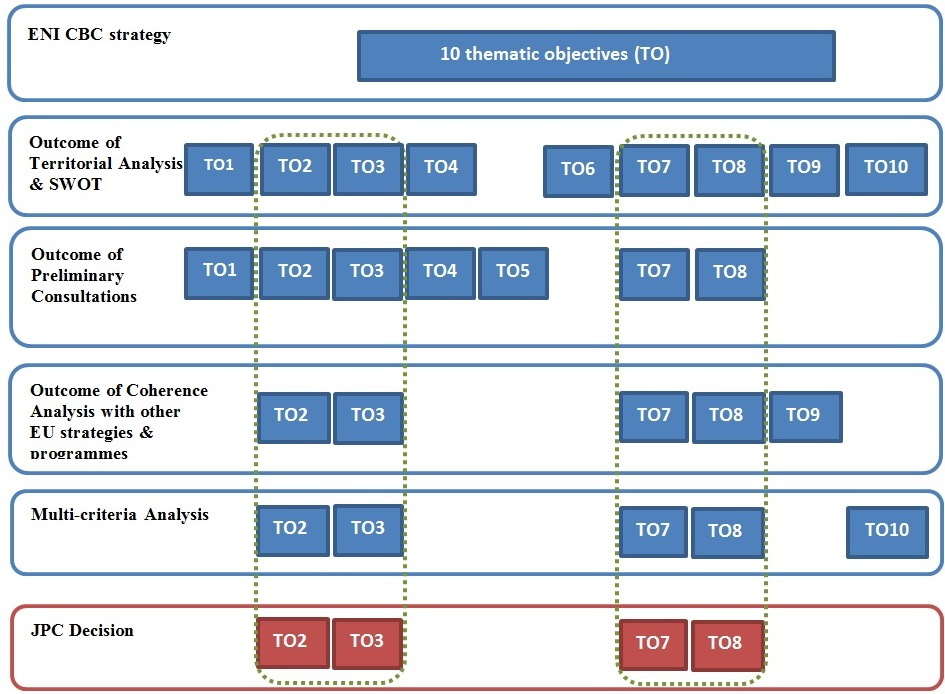 ENI CBC strategy
10 thematic objectives (TO)
Outcome of
Territorial Analysis
& SWOT
TO1
TO2
TO3
TO4
TO6
TO7
TO8
TO9
TO10
Outcome of
Preliminary
Consultations
TO1
TO2
TO3
TO4
TO5
TO7
TO8
Outcome of Coherence
Analysis with other
EU strategies &
programmes
TO2
TO3
TO7
TO8
TO9
Multi-criteria Analysis
TO2
TO3
TO7
TO8
TO10
JPC Decision
TO2
TO3
TO7
TO8